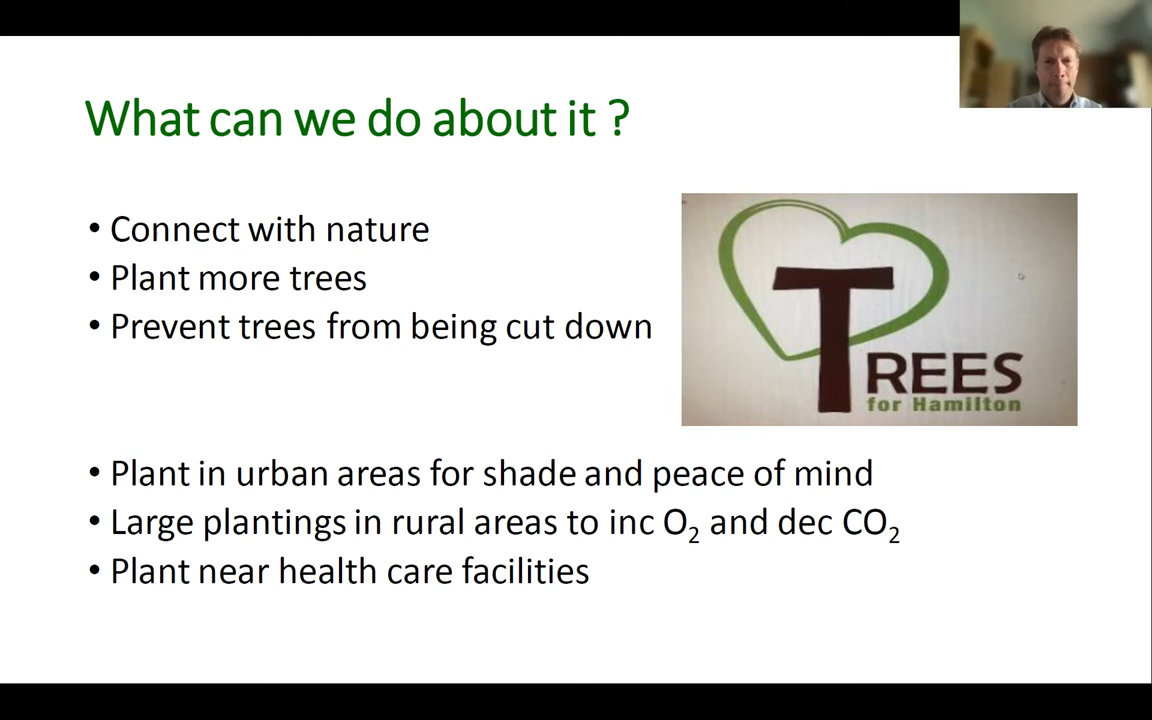 What can we do about it ?
• Connect with nature
• Plant more trees
• Prevent trees from being cut down
TREES
for Hamilton
• Plant in urban areas for shade and peace of mind
• Large plantings in rural areas to inc O₂ and dec CO₂
• Plant near health care facilities